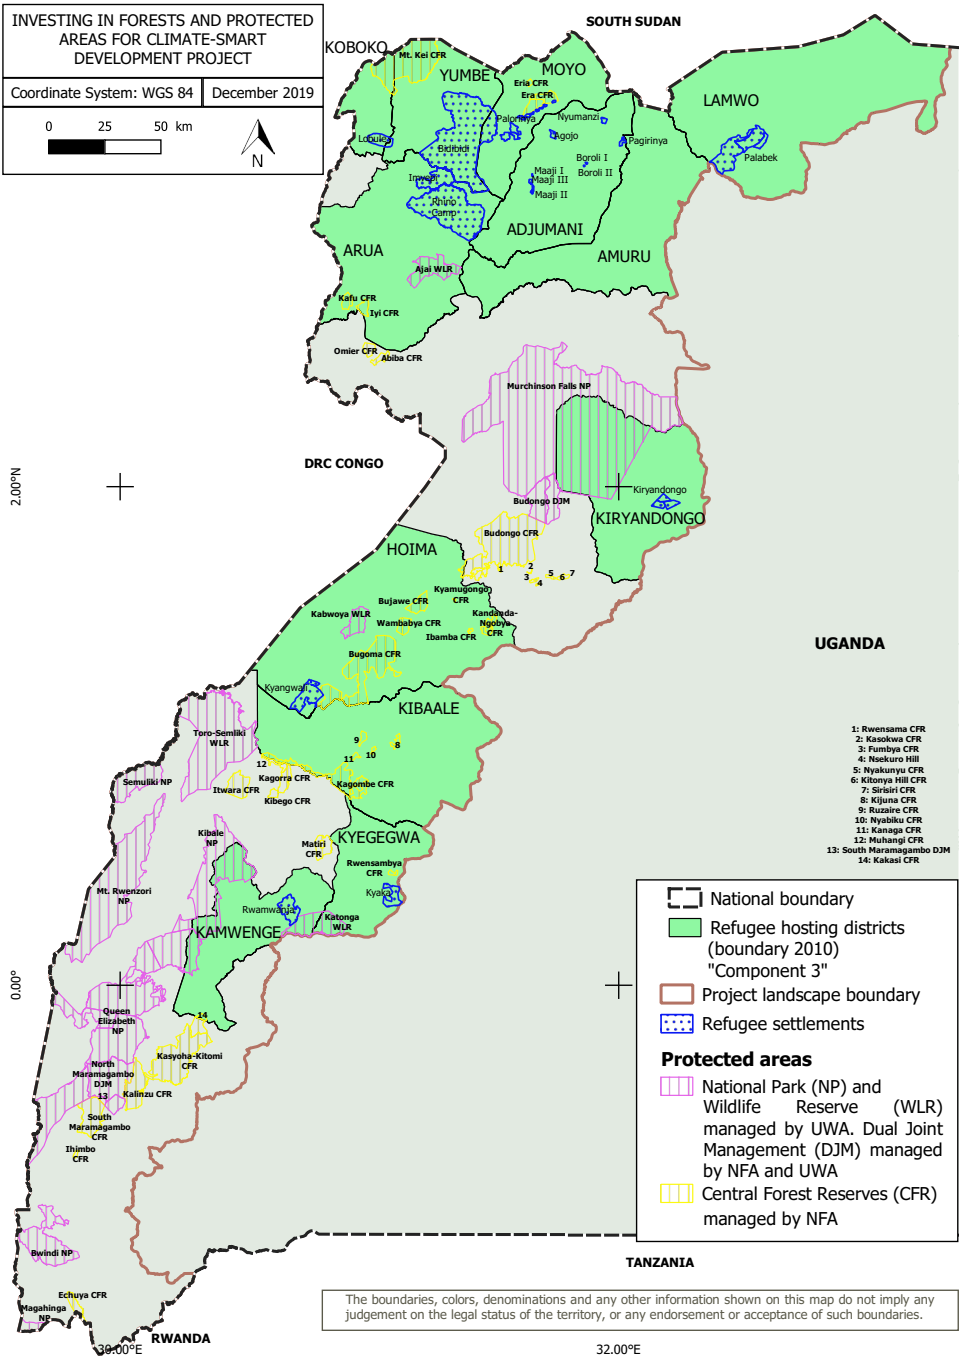 INVESTING IN FORESTS AND PROTECTED
AREAS FOR CLIMATE-SMART
DEVELOPMENT PROJECT
Coordinate System: WGS 84
December 2019
0 25 50 km
N
SOUTH SUDAN
KOBOKO
Mt. Kei CFR
YUMBE
MOYO
Eria CFR
Era CFR
LAMWO
Palorinya
Nyumanzi
Lobule
Bidibidi
Agojo
Pagirinya
Palabek
Boroli I
Boroli II
Imvepi
Maaji I
Maaji III
Maaji II
Rhino
Camp
ADJUMANI
ARUA
AMURU
Ajai WLR
Kafu CFR
Iyi CFR
Omier CFR
Abiba CFR
Murchinson Falls NP
DRC CONGO
2.00°N
Kiryandongo
Budongo DJM
KIRYANDONGO
Budongo CFR
HOIMA
1
2
3
4
5
6
7
Kyamugongo
CFR
Bujawe CFR
Kabwoya WLR
Wambabya CFR
Kandanda-
Ngobya
CFR
Ibamba CFR
Bugoma CFR
UGANDA
Kyangwali
KIBAALE
Toro-Semliki
WLR
9
8
10
11
12
Semuliki NP
Kagorra CFR
Itwara CFR
Kagombe CFR
Kibego CFR
Kibale
NP
KYEGEGWA
Matiri
CFR
Rwensambya
CFR
Mt. Rwenzori
NP
Kyaka
Rwamwanja
Katonga
WLR
KAMWENGE
0.00°
Queen
Elizabeth
NP
14
Kasyoha-Kitomi
CFR
North
Maramagambo
DJM
13
Kalinzu CFR
South
Maramagambo
CFR
Ihimbo
CFR
Bwindi NP
Echuya CFR
Magahinga
NP
RWANDA
TANZANIA
30.00°E
32.00°E
1: Rwensama CFR
2: Kasokwa CFR
3: Fumbya CFR
4: Nsekuro Hill
5: Nyakunyu CFR
6: Kitonya Hill CFR
7: Sirisiri CFR
8: Kijuna CFR
9: Ruzaire CFR
10: Nyabiku CFR
11: Kanaga CFR
12: Muhangi CFR
13: South Maramagambo DJM
14: Kakasi CFR
National boundary
Refugee hosting districts
(boundary 2010)
"Component 3"
Project landscape boundary
Refugee settlements
Protected areas
National Park (NP) and
Wildlife Reserve (WLR)
managed by UWA. Dual Joint
Management (DJM) managed
by NFA and UWA
Central Forest Reserves (CFR)
managed by NFA
The boundaries, colors, denominations and any other information shown on this map do not imply any
judgement on the legal status of the territory, or any endorsement or acceptance of such boundaries.